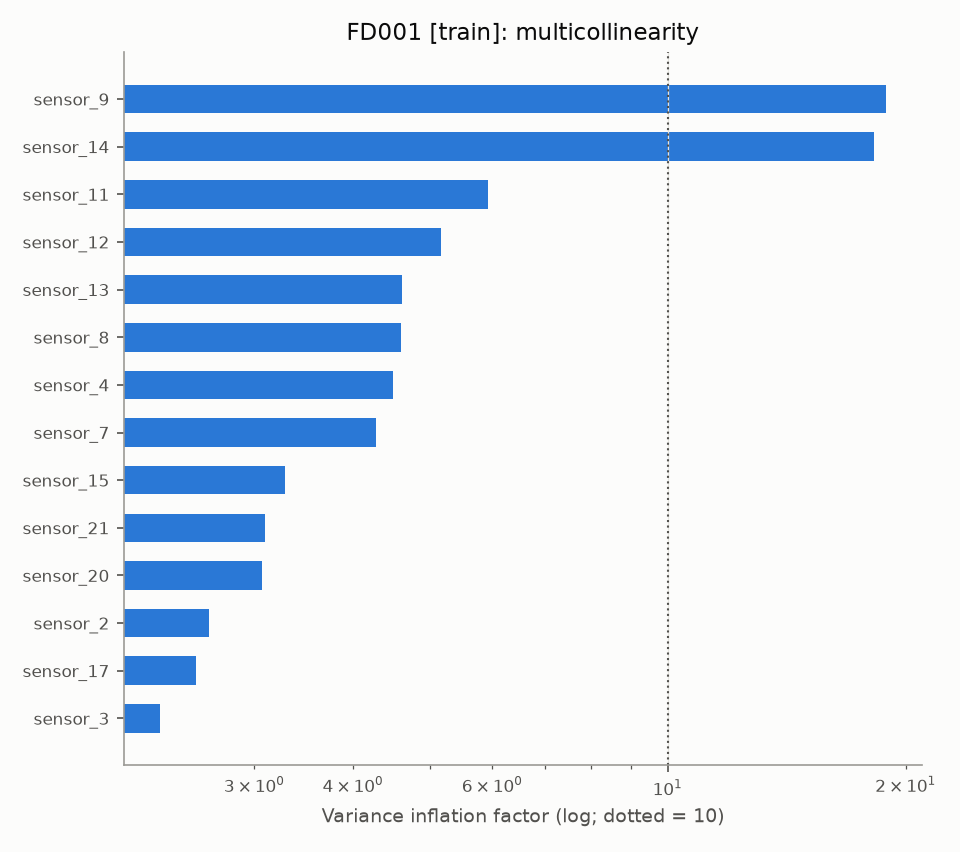 FD001 [train]: multicollinearity
sensor_9
sensor_14
sensor_11
sensor_12
sensor_13
sensor_8
sensor_4
sensor_7
sensor_15
sensor_21
sensor_20
sensor_2
sensor_17
sensor_3
3 × 10⁰ 4 × 10⁰ 6 × 10⁰ 10¹ 2 × 10¹
Variance inflation factor (log; dotted = 10)